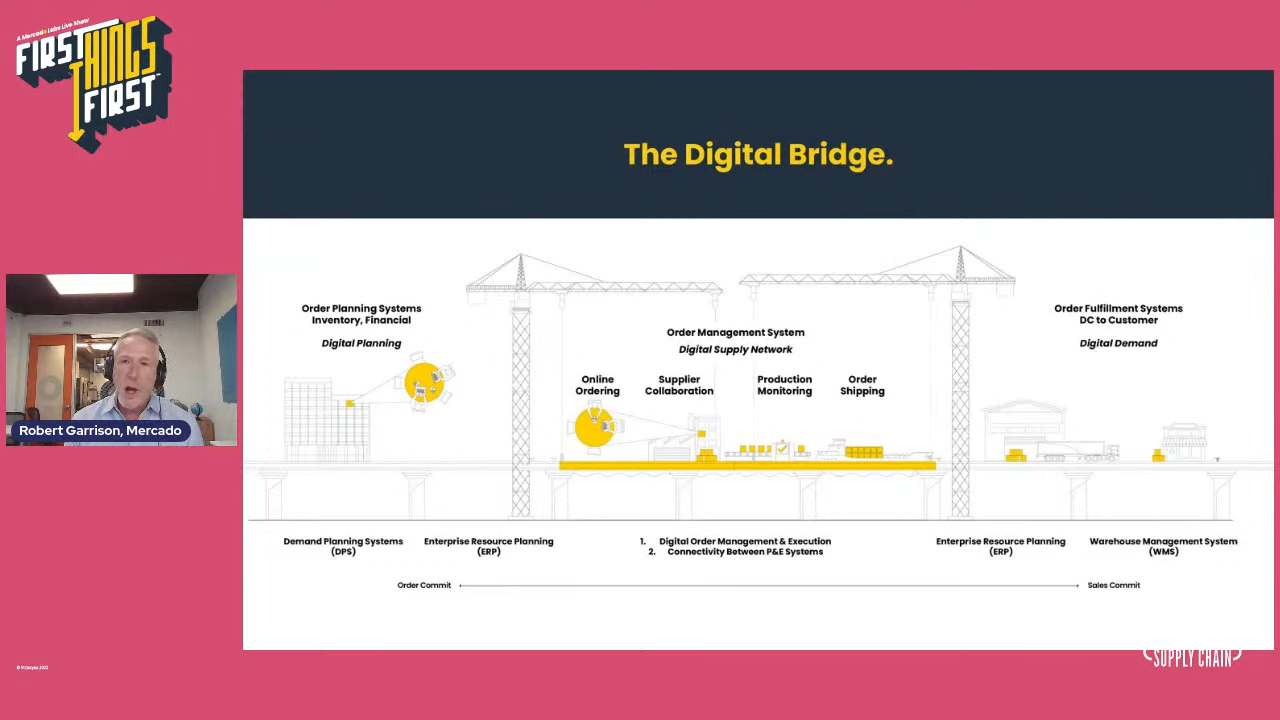 A Mercado Labs Live Show
FIRST
THINGS
FIRST
The Digital Bridge.
Order Planning Systems
Inventory, Financial
Digital Planning
Order Management System
Digital Supply Network
Online
Ordering
Supplier
Collaboration
Production
Monitoring
Order
Shipping
Order Fulfillment Systems
DC to Customer
Digital Demand
Robert Garrison, Mercado
Demand Planning Systems
(DPS)
Enterprise Resource Planning
(ERP)
1. Digital Order Management & Execution
2. Connectivity Between P&E Systems
Enterprise Resource Planning
(ERP)
Warehouse Management System
(WMS)
Order Commit
Sales Commit
SUPPLY CHAIN